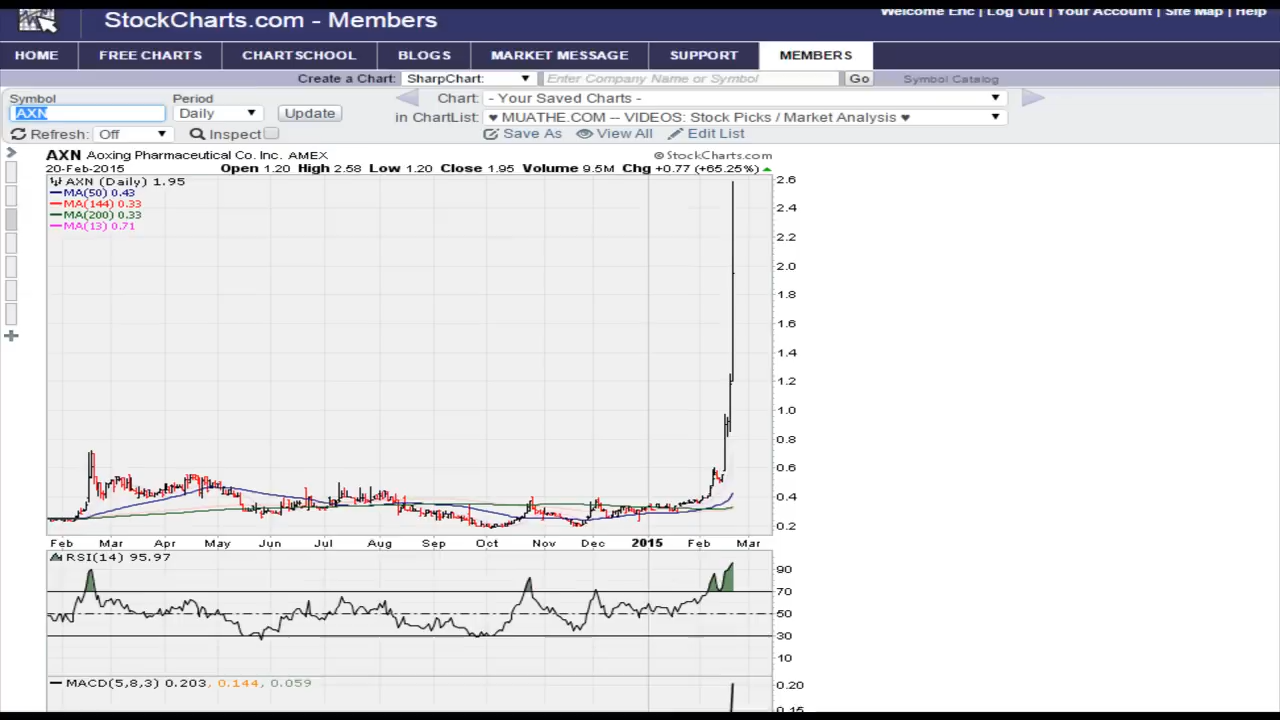 StockCharts.com - Members
Welcome Eric | Log Out | Your Account | Site Map | Help
HOME FREE CHARTS CHARTSCHOOL BLOGS MARKET MESSAGE SUPPORT MEMBERS
Create a Chart: SharpChart: Enter Company Name or Symbol Go Symbol Catalog
Symbol Period Chart: - Your Saved Charts -
AXN Daily Update in ChartList: ♥ MUATHE.COM -- VIDEOS: Stock Picks / Market Analysis ♥
Refresh: Off Inspect Save As View All Edit List
AXN Aoxing Pharmaceutical Co. Inc. AMEX © StockCharts.com
20-Feb-2015 Open 1.20 High 2.58 Low 1.20 Close 1.95 Volume 9.5M Chg +0.77 (+65.25%)
AXN (Daily) 1.95
MA(50) 0.43
MA(144) 0.33
MA(200) 0.33
MA(13) 0.71
2.6
2.4
2.2
2.0
1.8
1.6
1.4
1.2
1.0
0.8
0.6
0.4
0.2
Feb Mar Apr May Jun Jul Aug Sep Oct Nov Dec 2015 Feb Mar
RSI(14) 95.97
90
70
50
30
10
MACD(5,8,3) 0.203, 0.144, 0.059
0.20
0.15